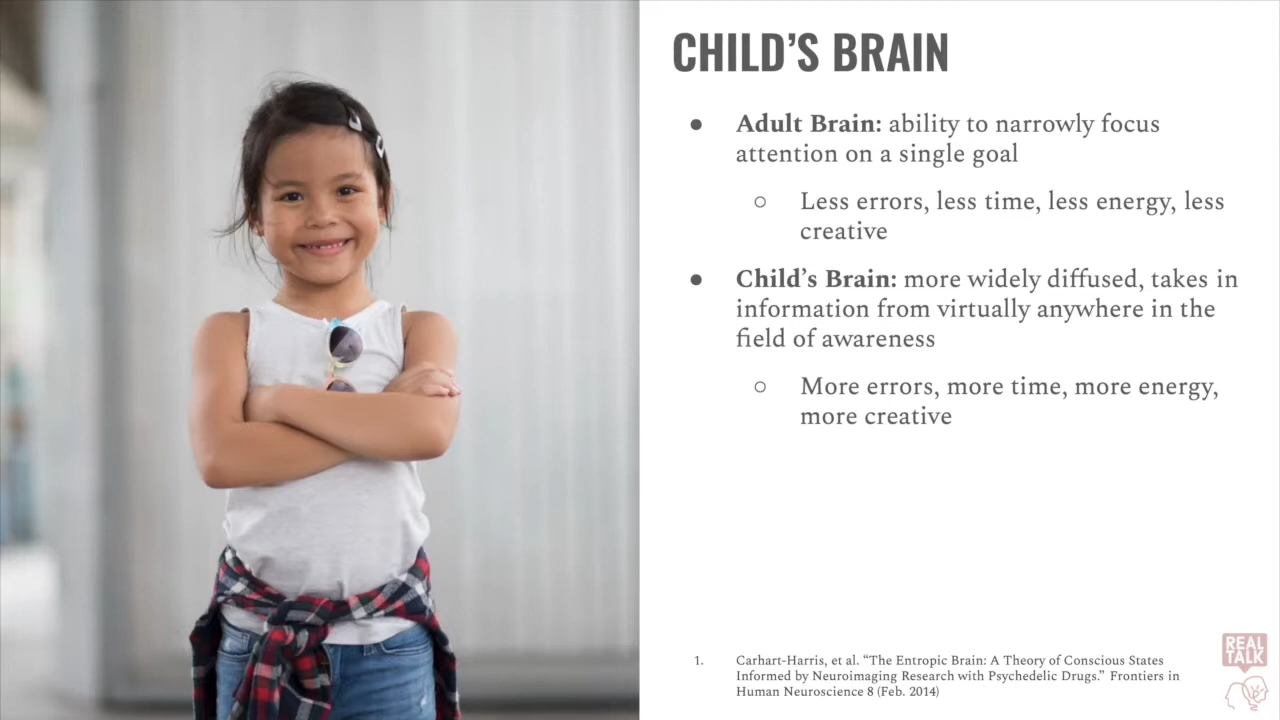 CHILD’S BRAIN
● Adult Brain: ability to narrowly focus
attention on a single goal
○ Less errors, less time, less energy, less
creative
● Child’s Brain: more widely diffused, takes in
information from virtually anywhere in the
field of awareness
○ More errors, more time, more energy,
more creative
1. Carhart-Harris, et al. “The Entropic Brain: A Theory of Conscious States
Informed by Neuroimaging Research with Psychedelic Drugs.” Frontiers in
Human Neuroscience 8 (Feb. 2014)
REAL
TALK